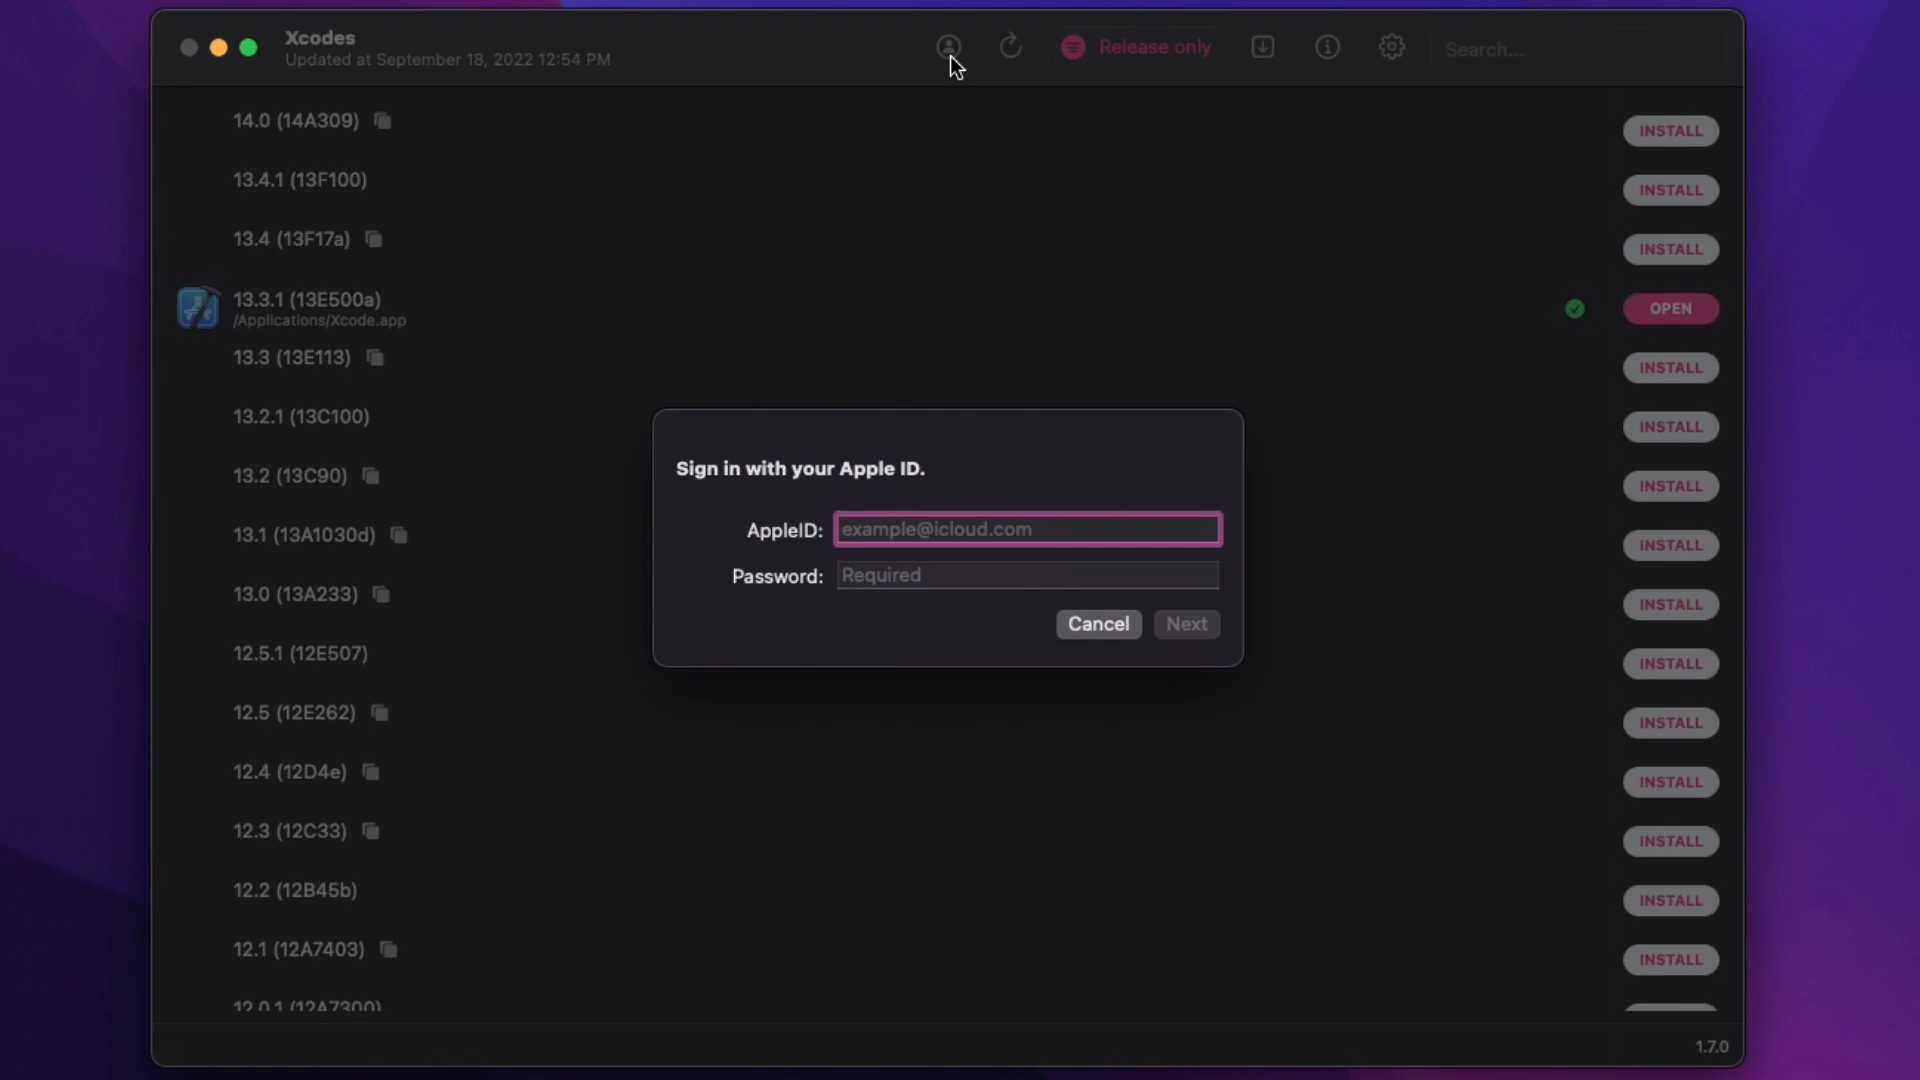 Xcodes
Updated at September 18, 2022 12:54 PM
Release only
Search...
14.0 (14A309)
INSTALL
13.4.1 (13F100)
INSTALL
13.4 (13F17a)
INSTALL
13.3.1 (13E500a)
/Applications/Xcode.app
OPEN
13.3 (13E113)
INSTALL
13.2.1 (13C100)
INSTALL
13.2 (13C90)
INSTALL
13.1 (13A1030d)
INSTALL
13.0 (13A233)
INSTALL
12.5.1 (12E507)
INSTALL
12.5 (12E262)
INSTALL
12.4 (12D4e)
INSTALL
12.3 (12C33)
INSTALL
12.2 (12B45b)
INSTALL
12.1 (12A7403)
INSTALL
12.0.1 (12A7300)
Sign in with your Apple ID.
AppleID: example@icloud.com
Password: Required
Cancel Next
1.7.0